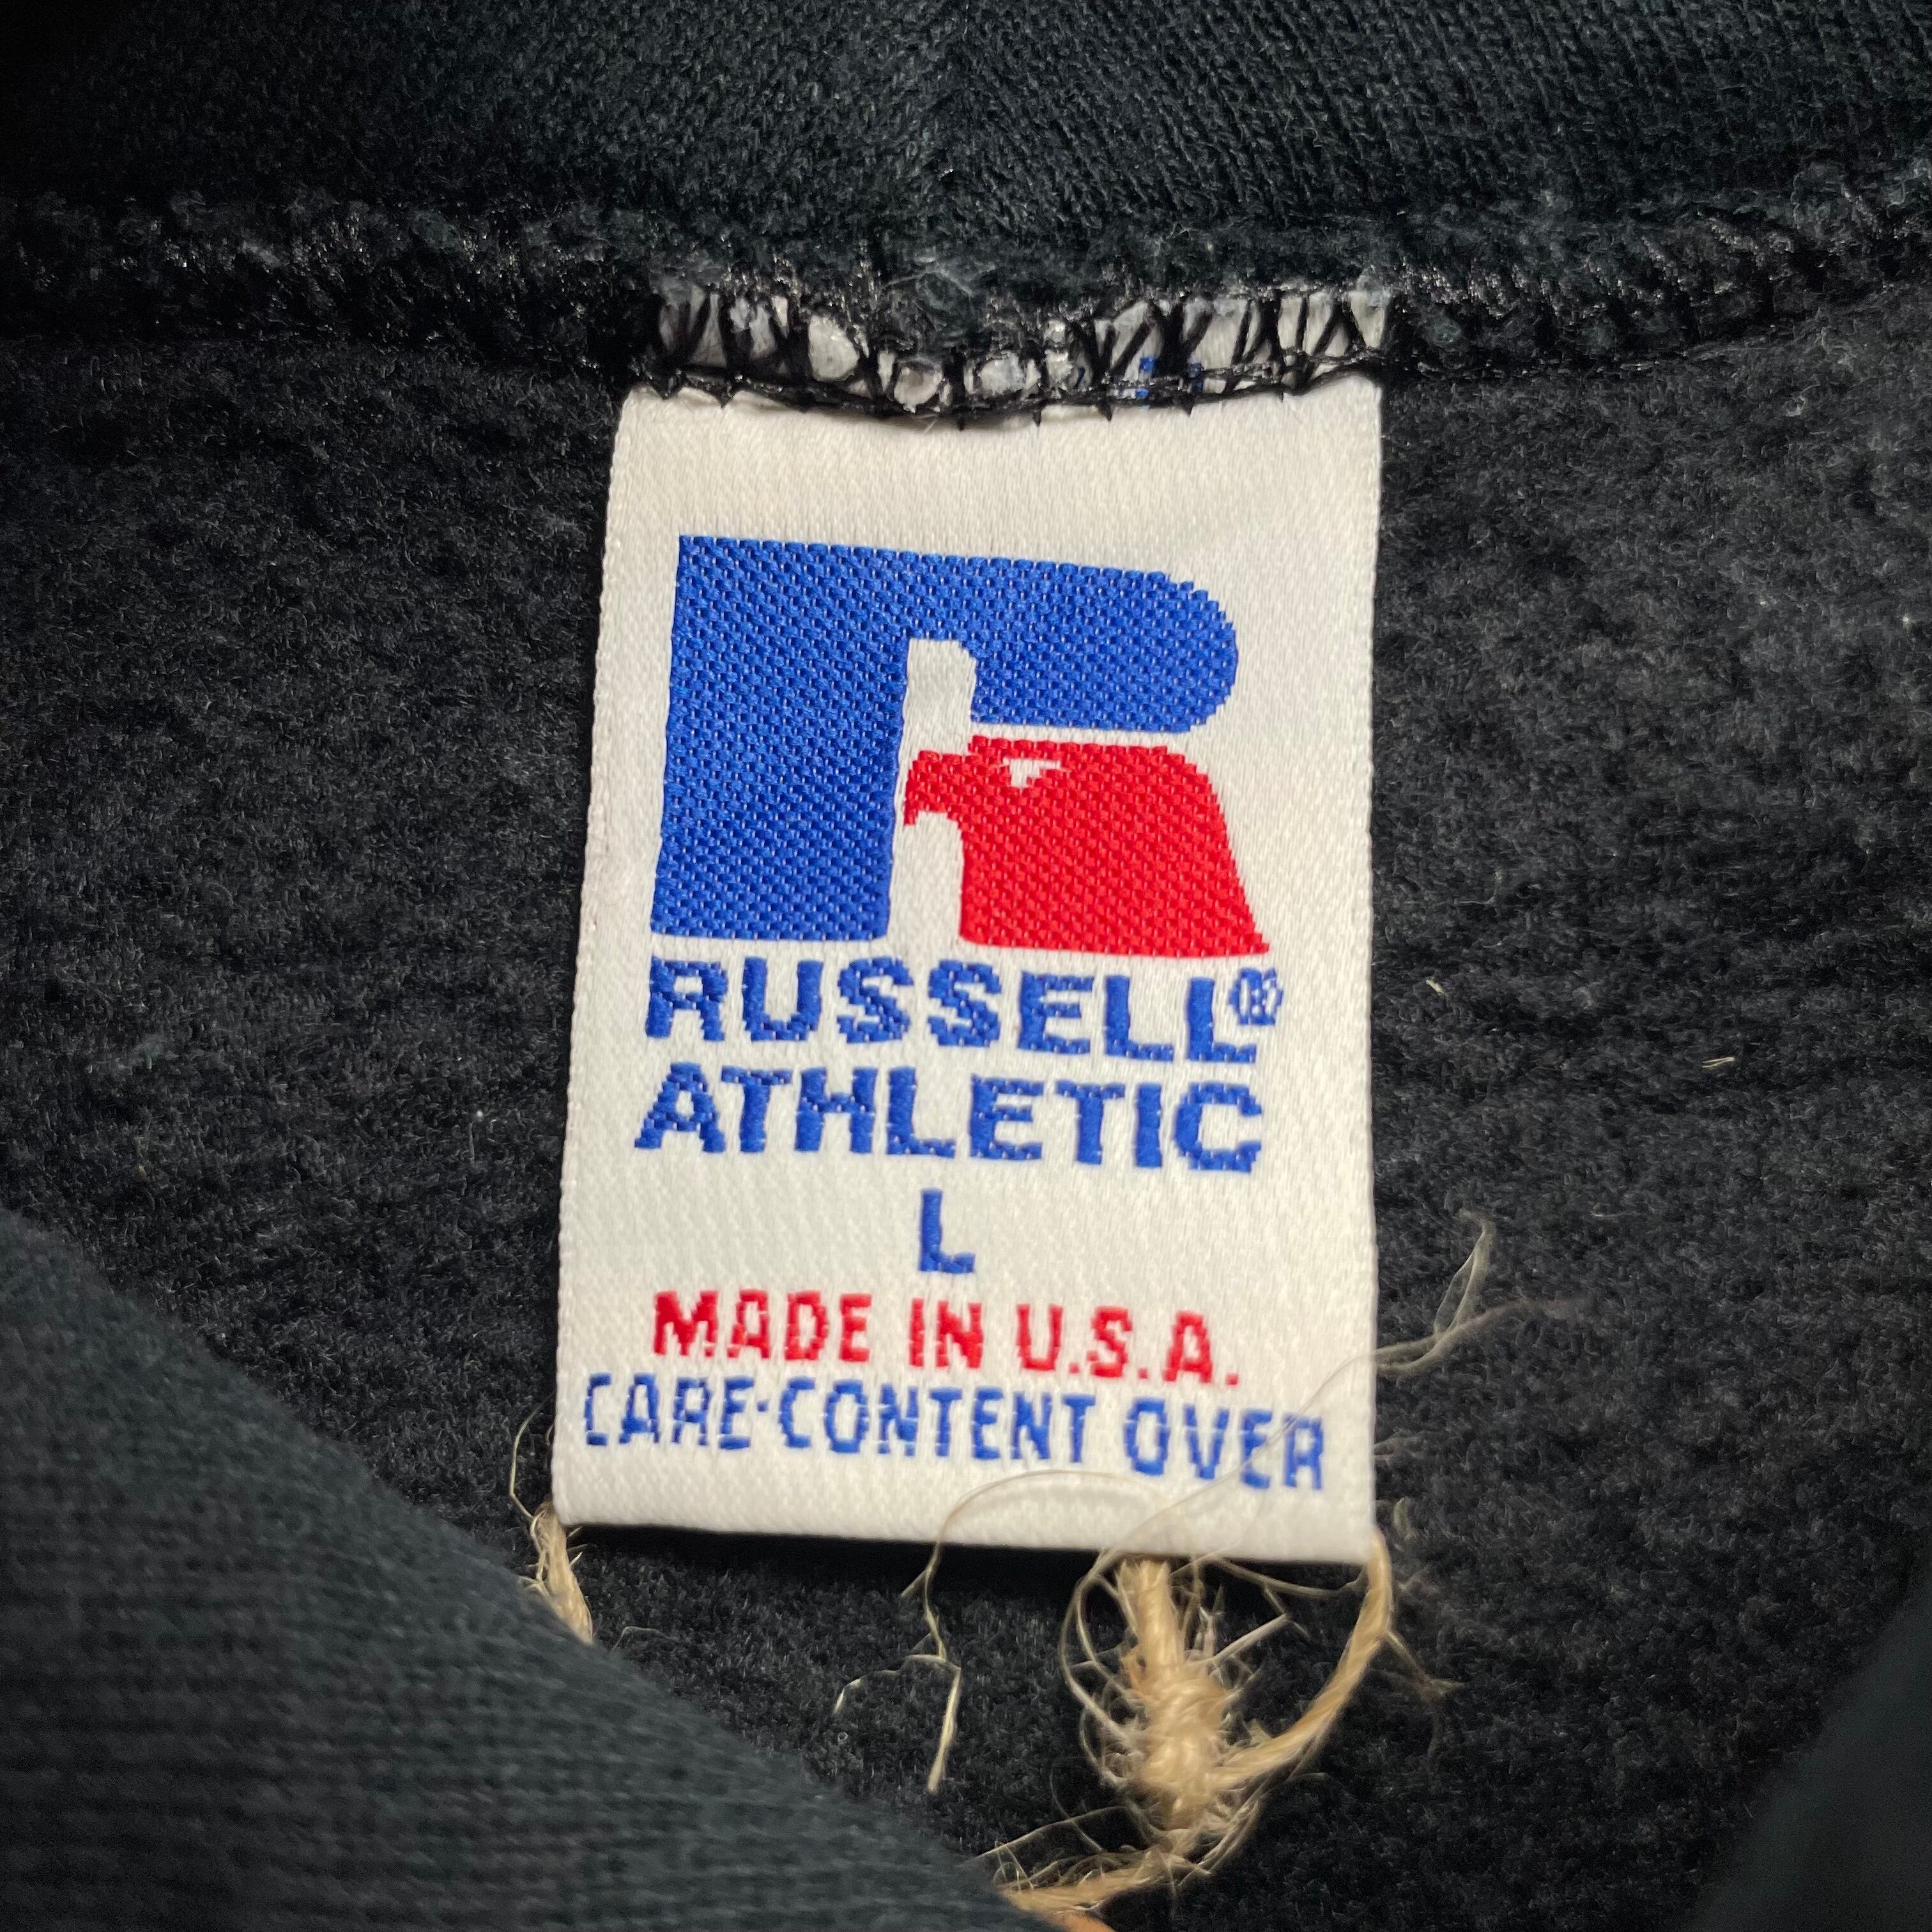 RUSSELL®
ATHLETIC
L
MADE IN U.S.A.
CARE·CONTENT OVER